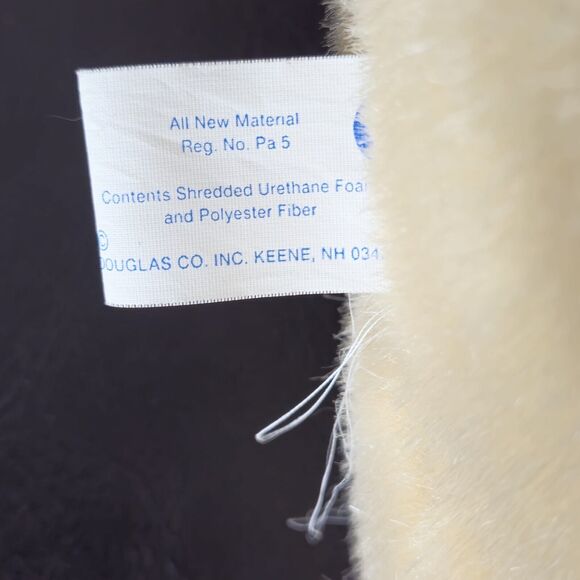 All New Material
Reg. No. Pa 5
Contents Shredded Urethane Foa
and Polyester Fiber
©
DOUGLAS CO. INC. KEENE, NH 034